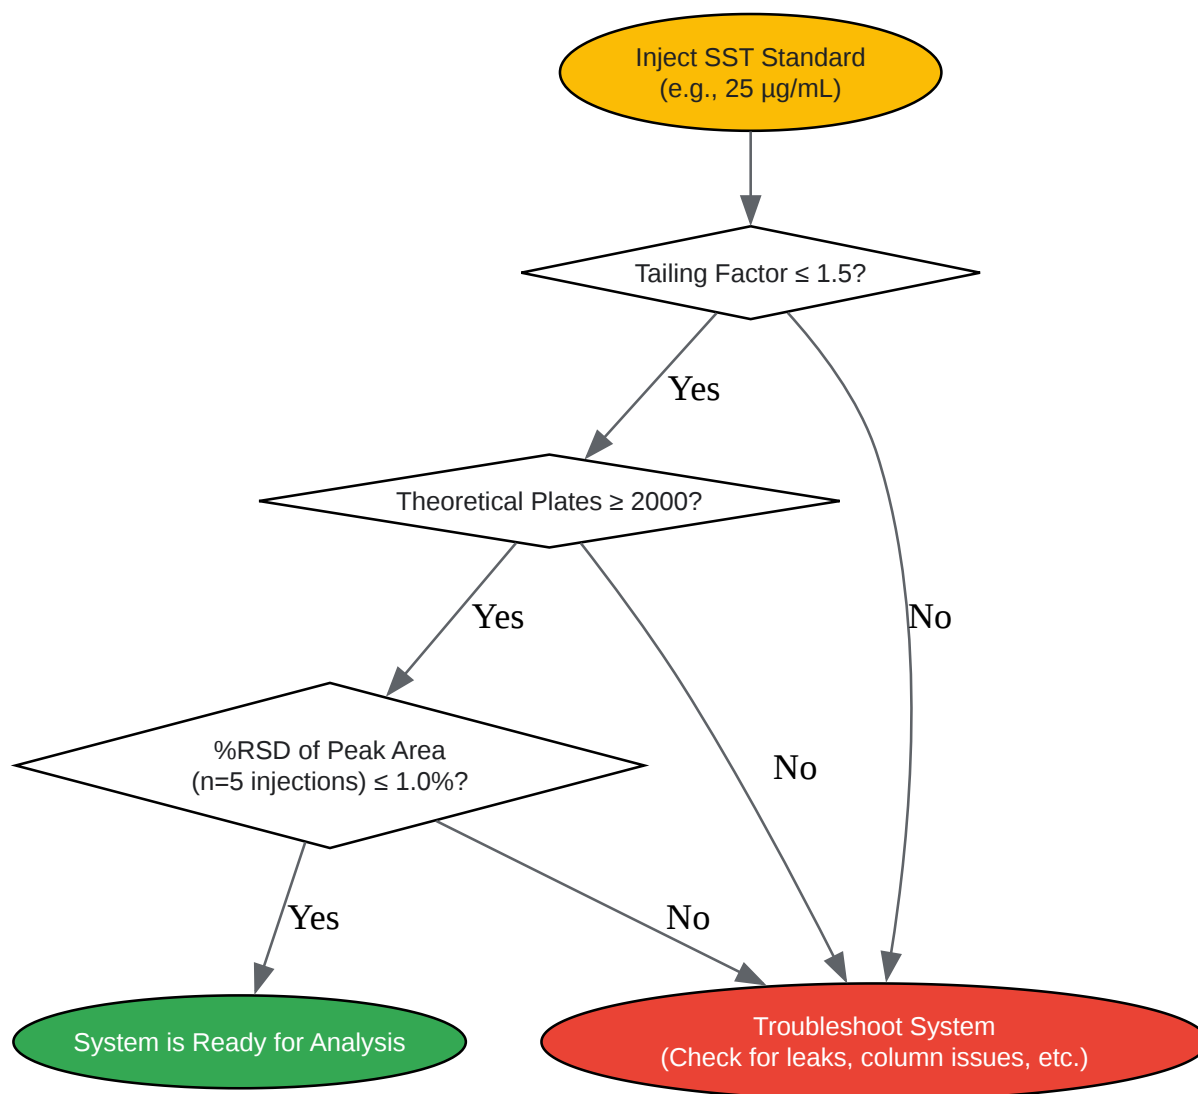 Inject SST Standard
(e.g., 25 µg/mL)
Tailing Factor ≤ 1.5?
Yes
Theoretical Plates ≥ 2000?
Yes
No
%RSD of Peak Area
(n=5 injections) ≤ 1.0%?
No
Yes
No
System is Ready for Analysis
Troubleshoot System
(Check for leaks, column issues, etc.)